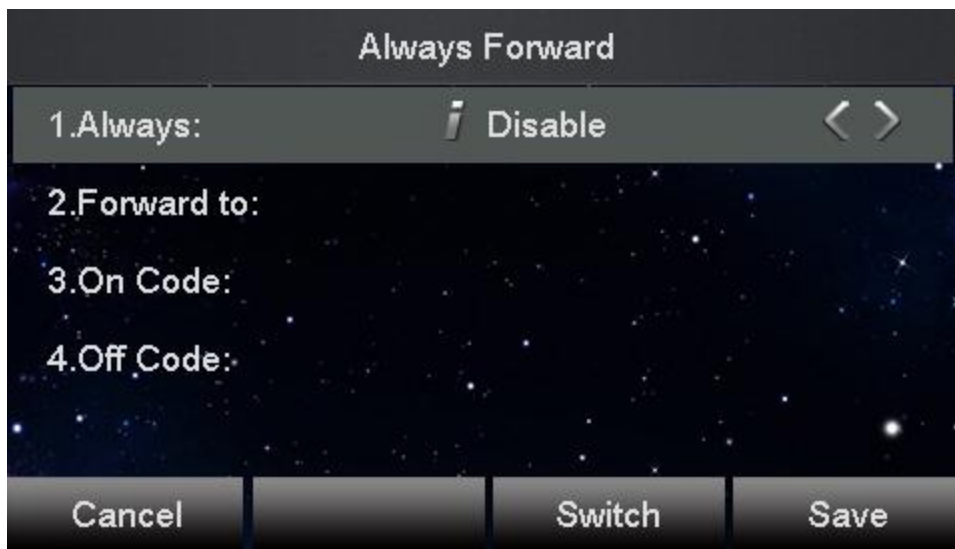 Always Forward
1.Always: Disable
2.Forward to:
3.On Code:
4.Off Code:
Cancel Switch Save